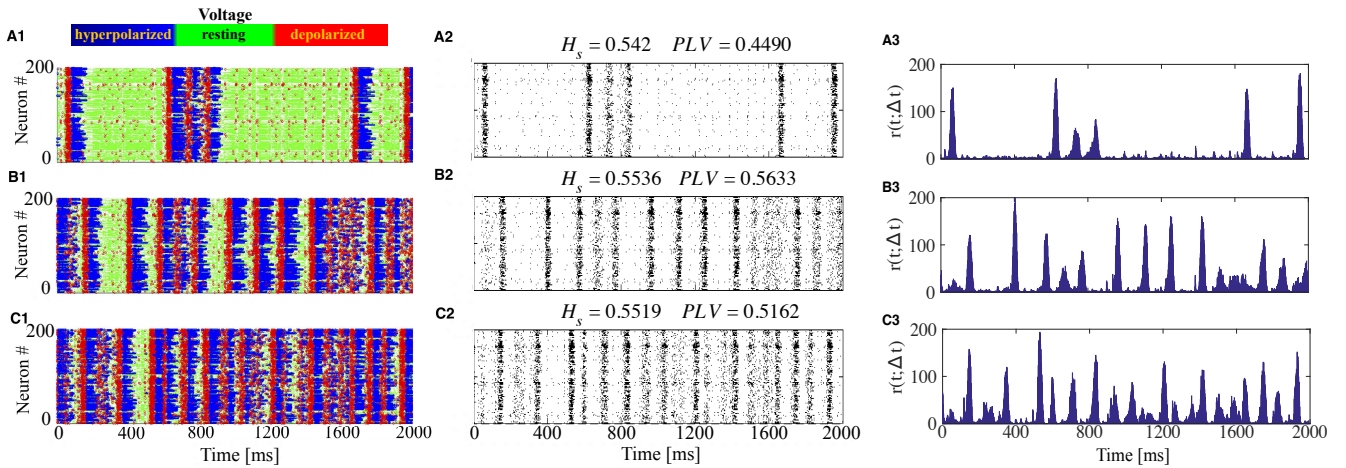 Voltage
hyperpolarized resting depolarized
A1
200
Neuron #
0
A2
H_s = 0.542 PLV = 0.4490
A3
200
r(t;Δ t)
100
0
B1
200
Neuron #
0
B2
H_s = 0.5536 PLV = 0.5633
B3
200
r(t;Δ t)
100
0
C1
200
Neuron #
0
0 400 800 1200 1600 2000
Time [ms]
C2
H_s = 0.5519 PLV = 0.5162
0 400 800 1200 1600 2000
Time [ms]
C3
200
r(t;Δ t)
100
0
0 400 800 1200 1600 2000
Time [ms]